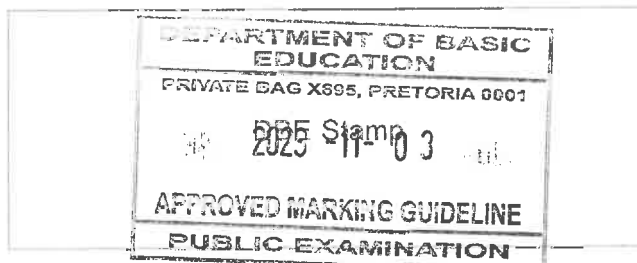 DEPARTMENT OF BASIC
EDUCATION
PRIVATE BAG X895, PRETORIA 0001
DBE Stamp
2025 -11- 03
APPROVED MARKING GUIDELINE
PUBLIC EXAMINATION